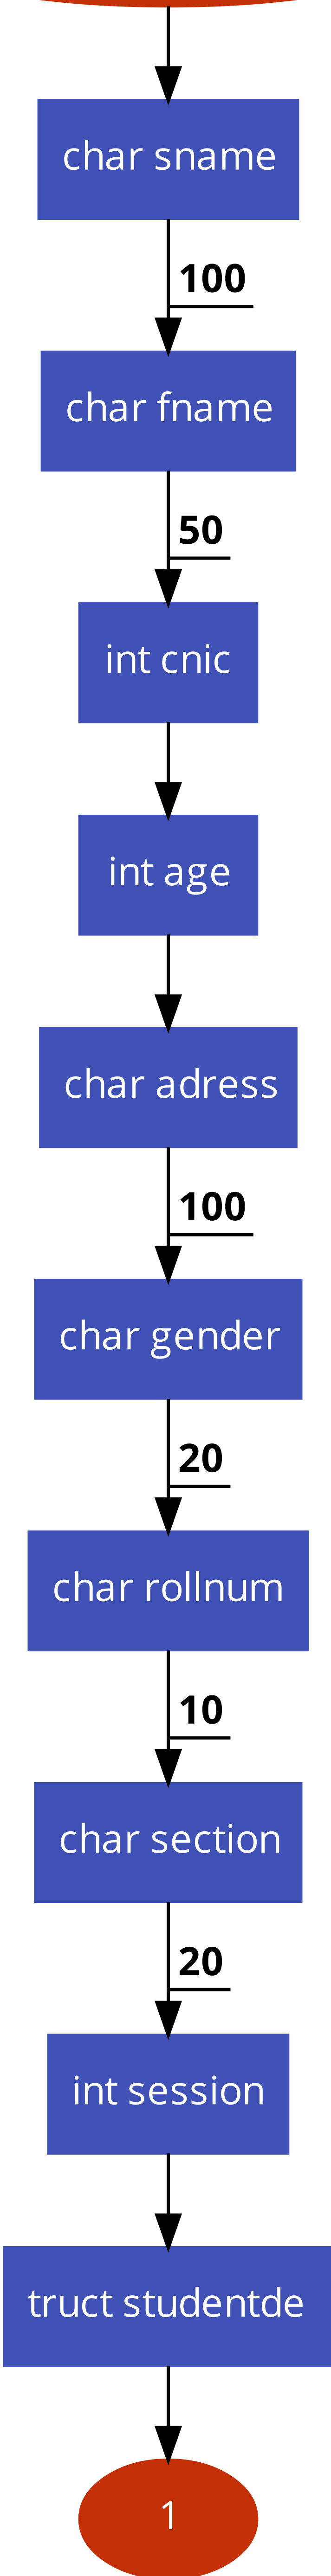 char sname
100
char fname
50
int cnic
int age
char adress
100
char gender
20
char rollnum
10
char section
20
int session
truct studentde
1